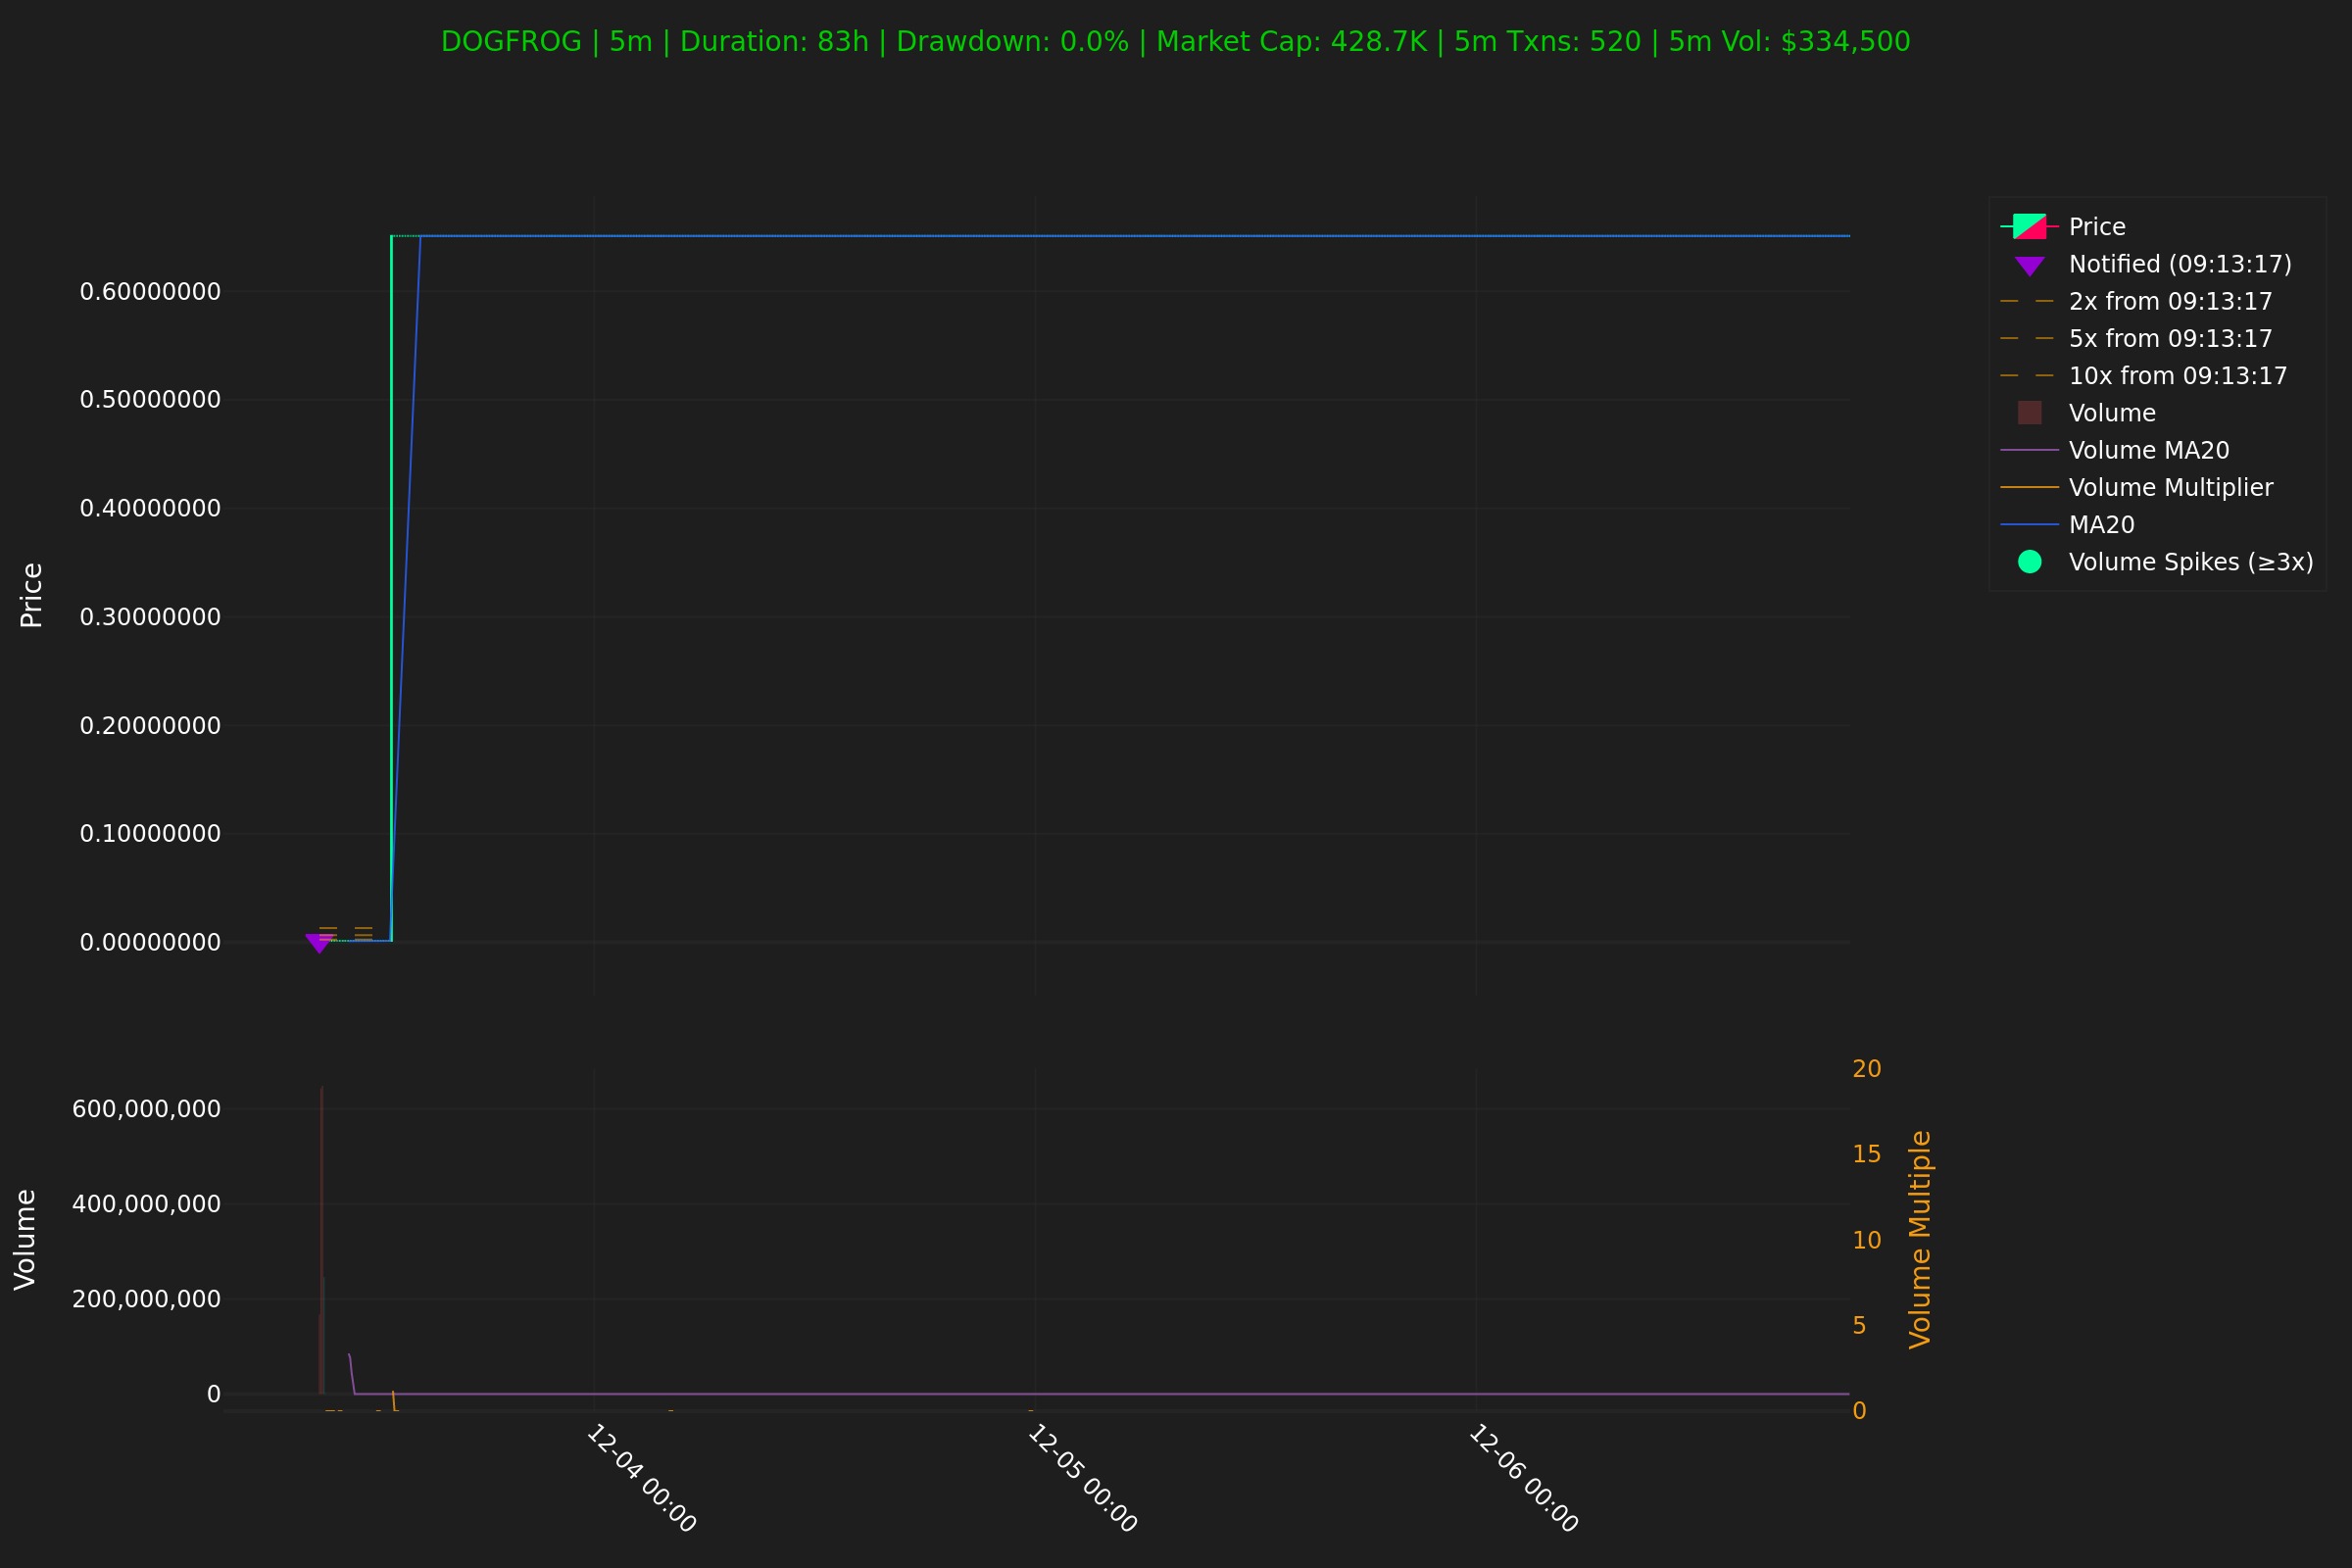 DOGFROG | 5m | Duration: 83h | Drawdown: 0.0% | Market Cap: 428.7K | 5m Txns: 520 | 5m Vol: $334,500
Price
0.60000000
0.50000000
0.40000000
0.30000000
0.20000000
0.10000000
0.00000000
Price
Notified (09:13:17)
2x from 09:13:17
5x from 09:13:17
10x from 09:13:17
Volume
Volume MA20
Volume Multiplier
MA20
Volume Spikes (≥3x)
Volume
600,000,000
400,000,000
200,000,000
0
20
15
10
5
0
Volume Multiple
12-04 00:00
12-05 00:00
12-06 00:00